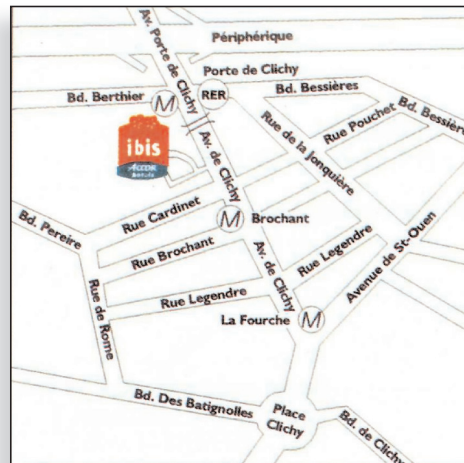 Av. Porte de Clichy
Périphérique
Porte de Clichy
Bd. Berthier
M
RER
Bd. Bessières
Bd. Bessière
ibis
ACCOR
hotels
Av. de Clichy
Rue de la Jonquière
Rue Pouchet
Rue Cardinet
M
Brochant
Bd. Pereire
Rue Brochant
Av. de Clichy
Rue Legendre
Avenue de St-Ouen
Rue de Rome
Rue Legendre
La Fourche
M
Bd. Des Batignolles
Place
Clichy
Bd. de Clichy